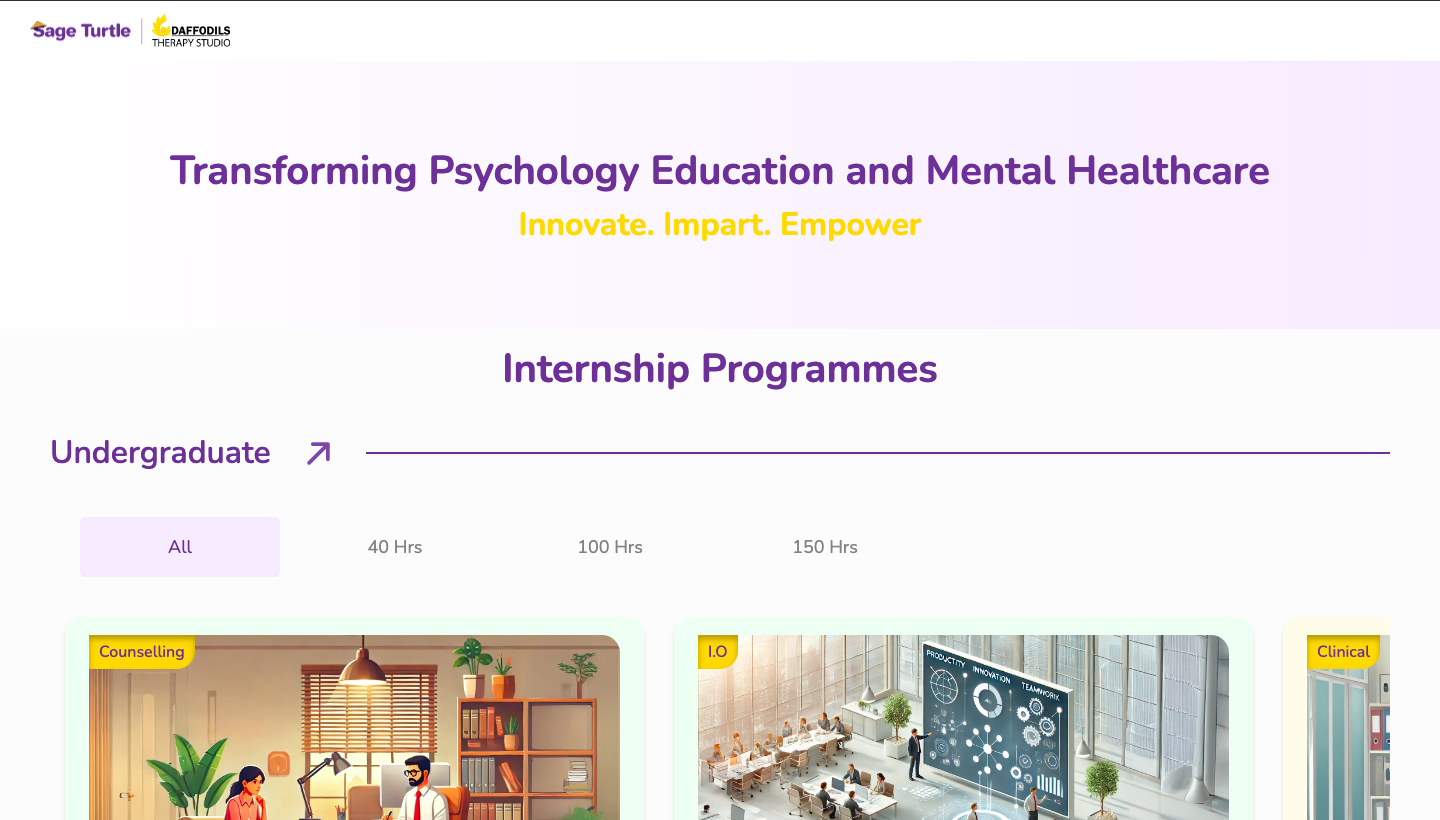 Sage Turtle
DAFFODILS
THERAPY STUDIO
Transforming Psychology Education and Mental Healthcare
Innovate. Impart. Empower
Internship Programmes
Undergraduate
All 40 Hrs 100 Hrs 150 Hrs
Counselling
I.O
Clinical
PRODUCTITY INNOVATION TEAMWORK